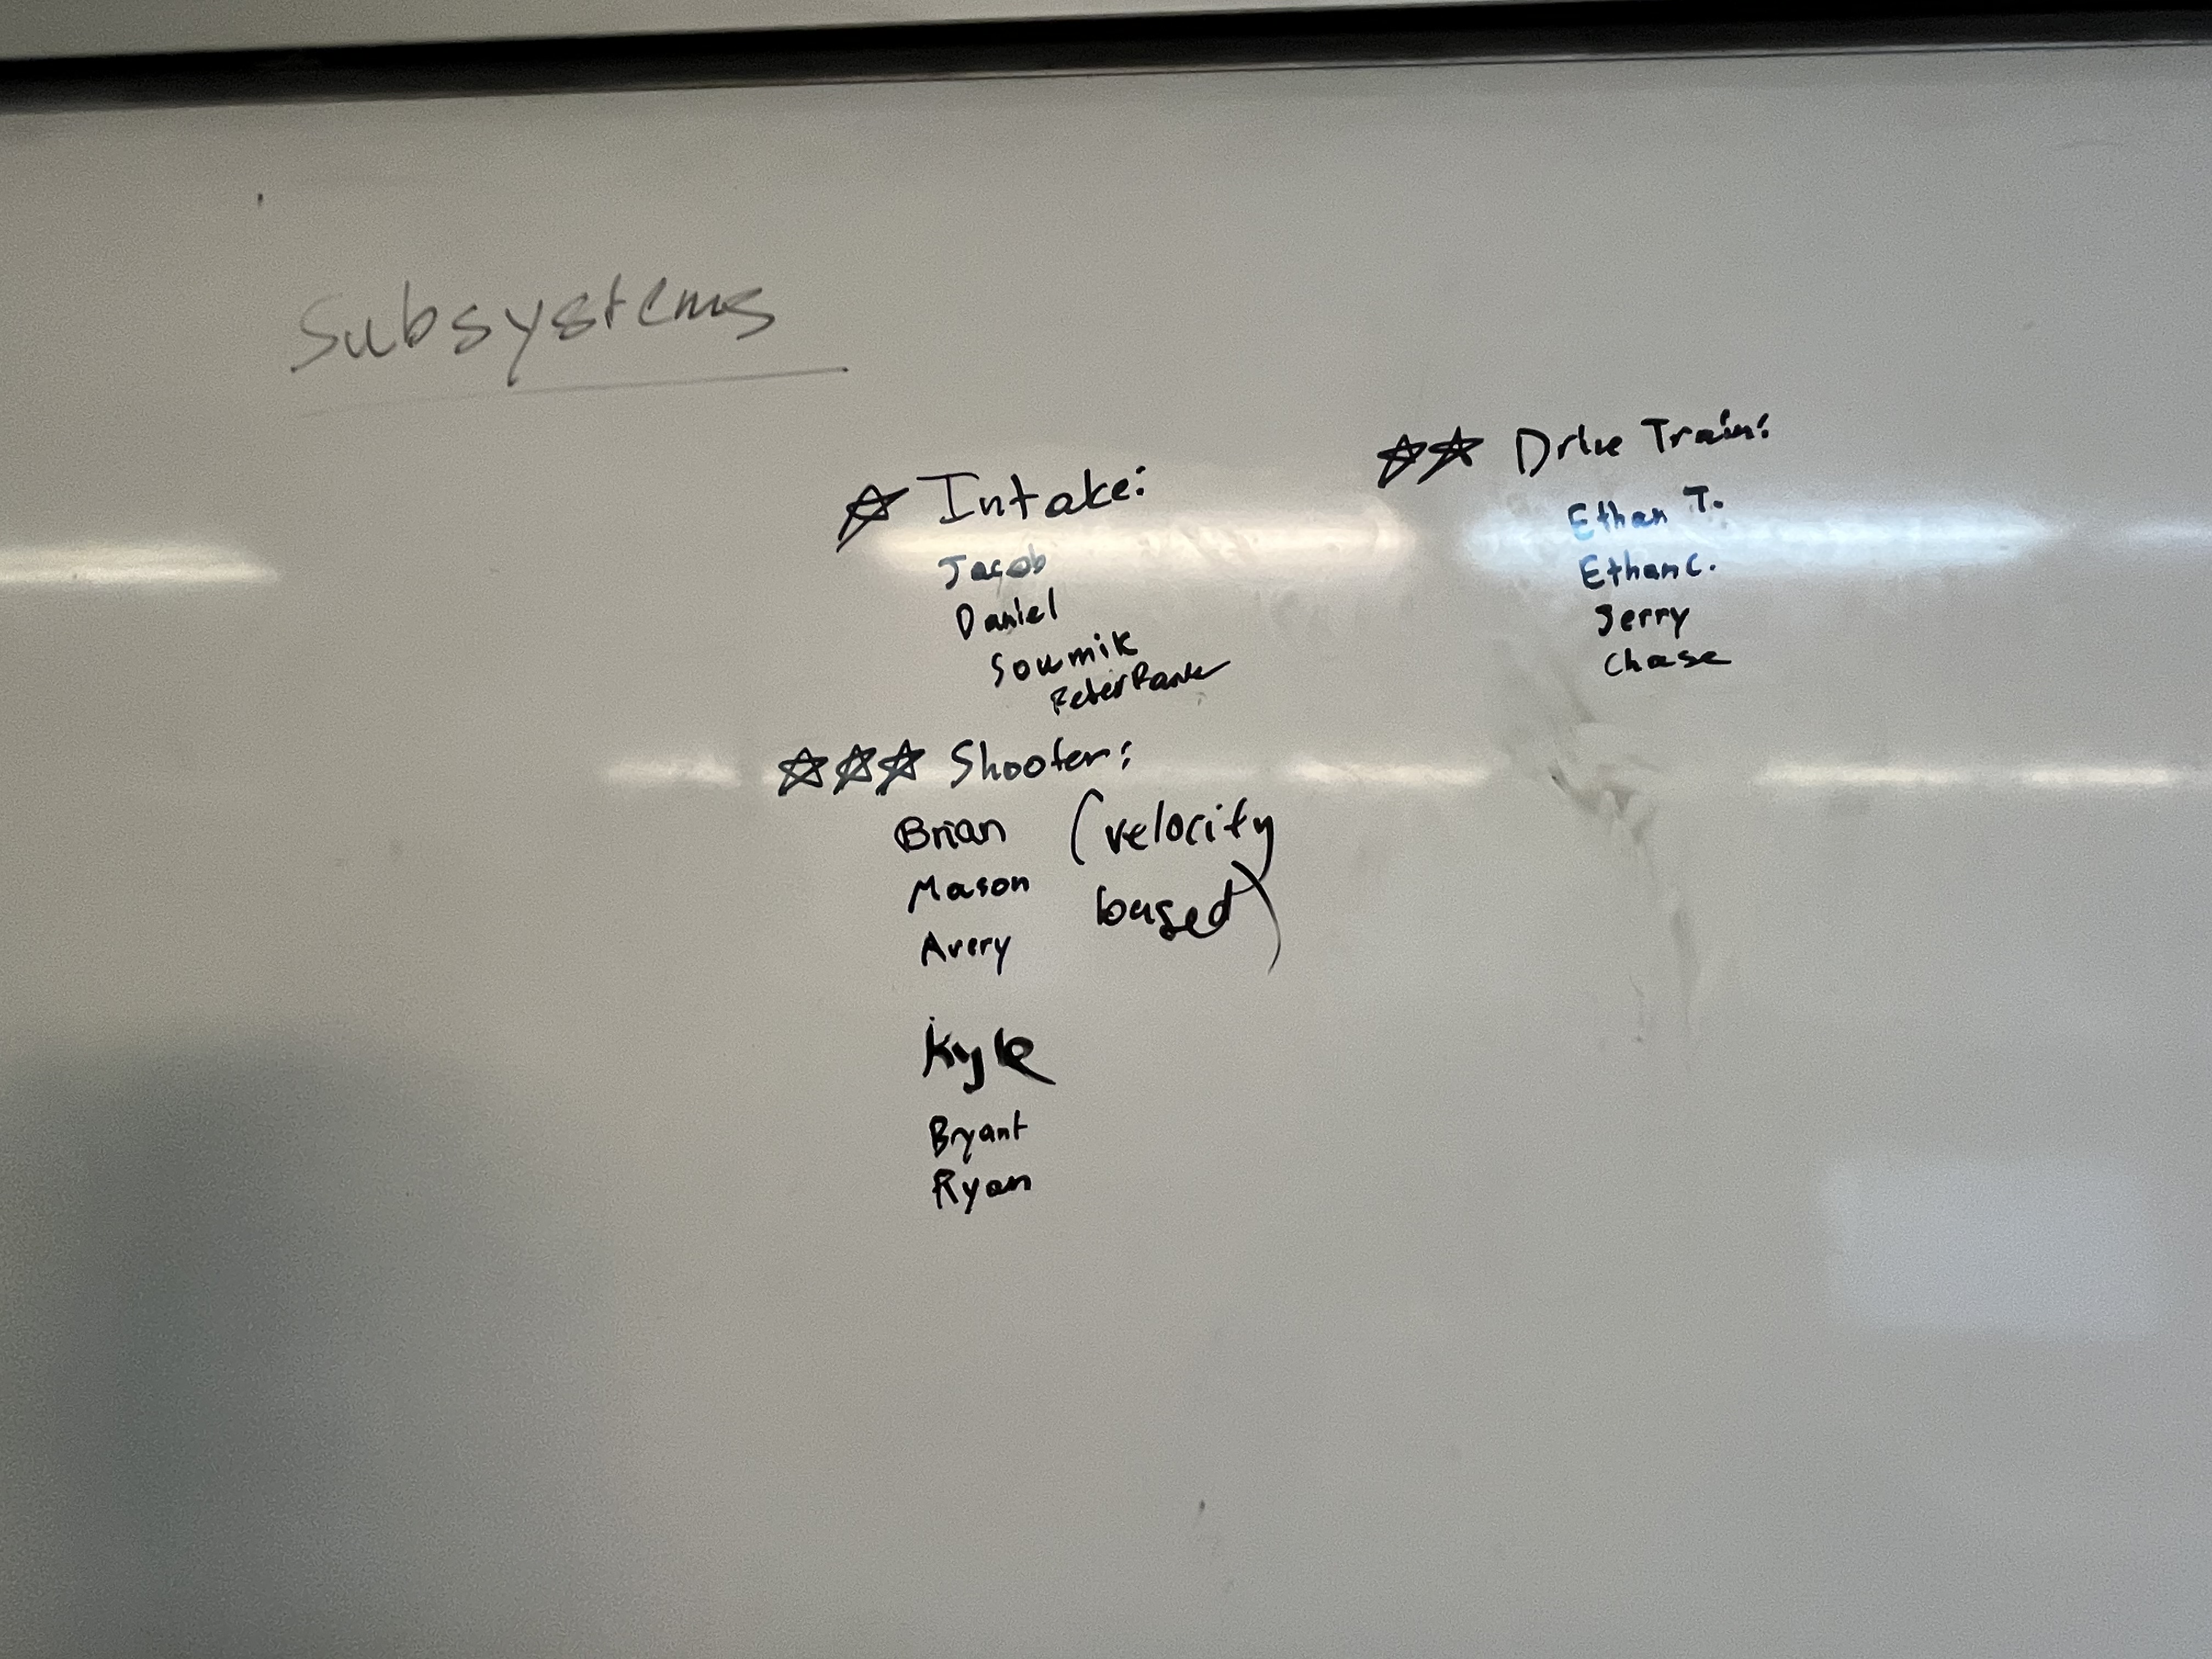 Subsystems
☆ Intake:
Jacob
Daniel
Soumik
Peter
☆☆ Drive Train:
Ethan T.
Ethan C.
Jerry
Chase
☆☆☆ Shooter:
Brian (velocity
Mason based)
Avery
Kyle
Bryant
Ryan